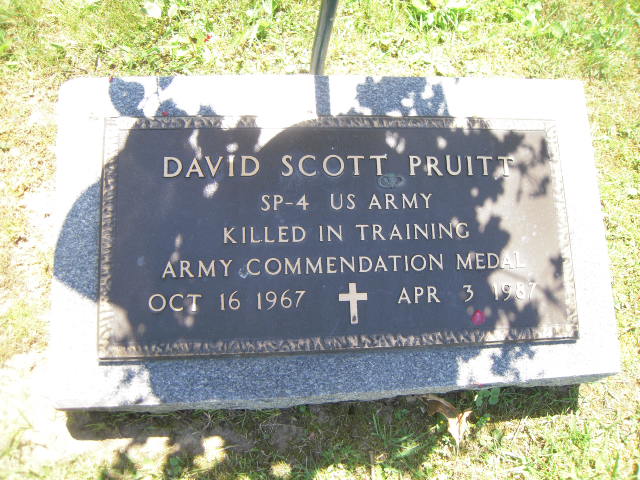 DAVID SCOTT PRUITT
SP-4 US ARMY
KILLED IN TRAINING
ARMY COMMENDATION MEDAL
OCT 16 1967 APR 3 1987